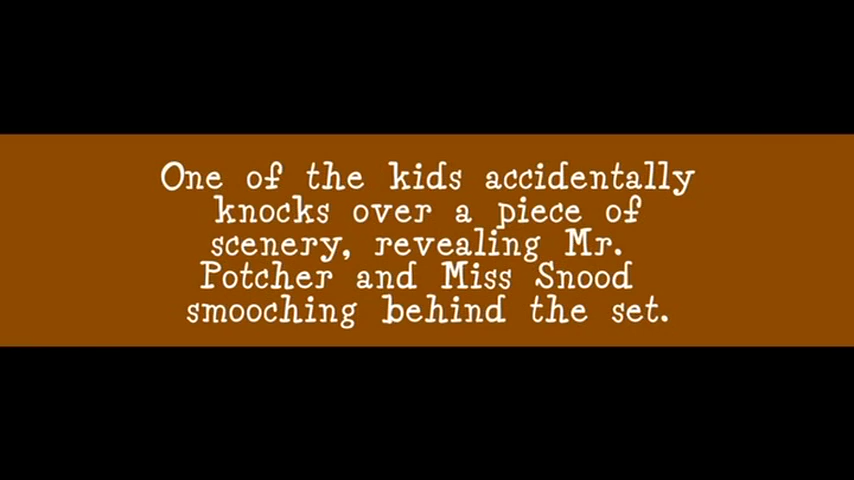 One of the kids accidentally
knocks over a piece of
scenery, revealing Mr.
Potcher and Miss Snood
smooching behind the set.